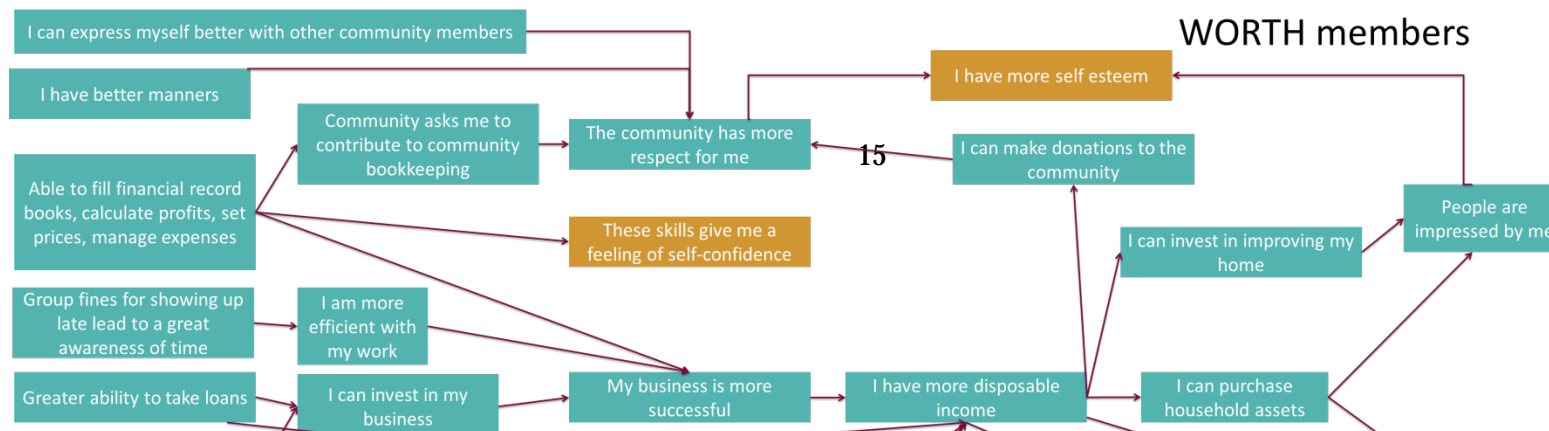 WORTH members
I can express myself better with other community members
I have more self esteem
I have better manners
Community asks me to
contribute to community
bookkeeping
The community has more
respect for me
15
I can make donations to the
community
Able to fill financial record
books, calculate profits, set
prices, manage expenses
These skills give me a
feeling of self-confidence
I can invest in improving my
home
People are
impressed by me
Group fines for showing up
late lead to a great
awareness of time
I am more
efficient with
my work
Greater ability to take loans
I can invest in my
business
My business is more
successful
I have more disposable
income
I can purchase
household assets